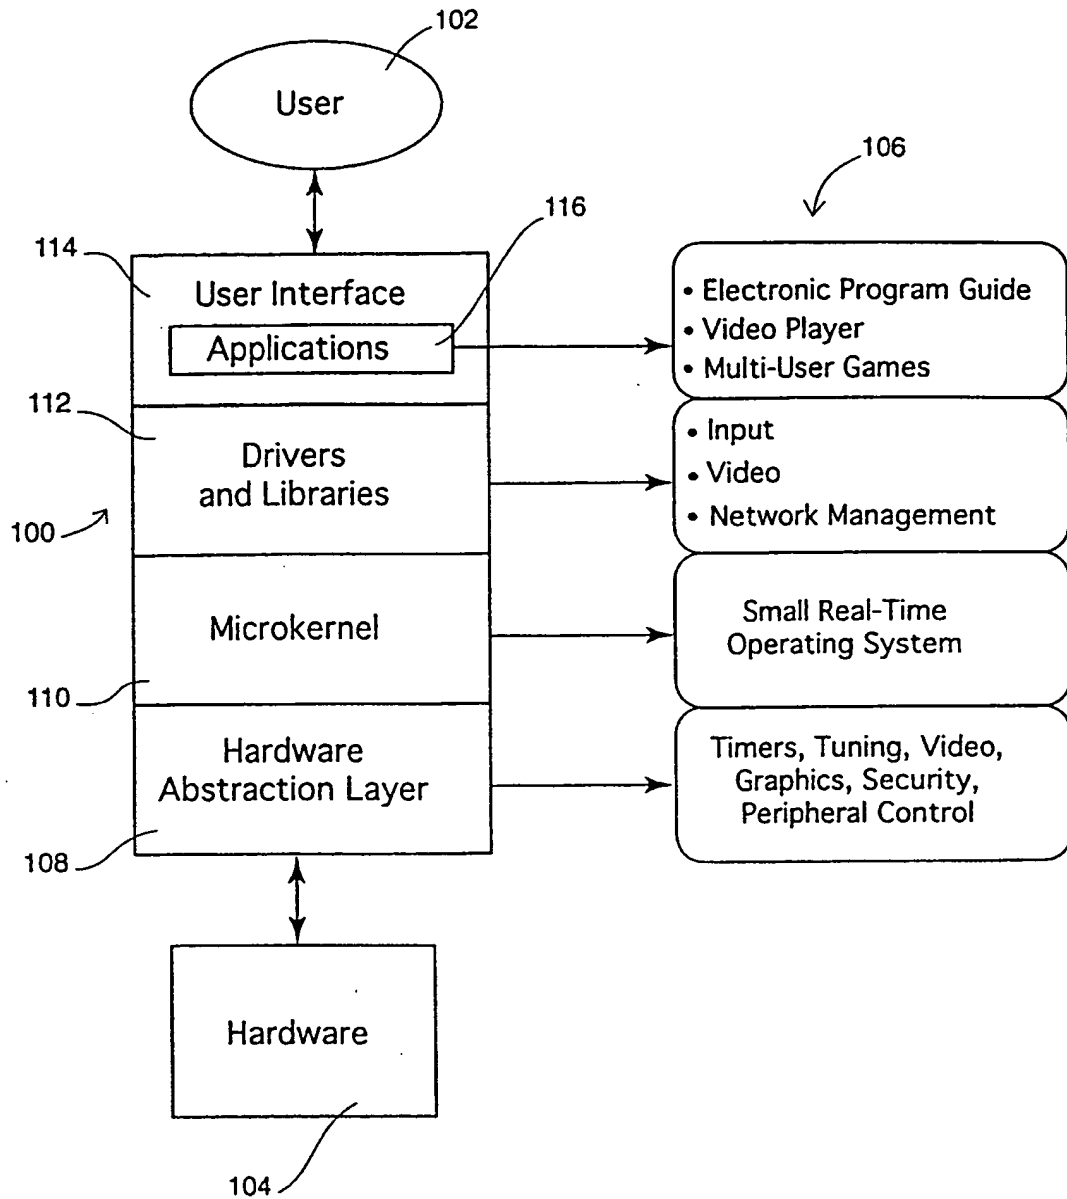 102
User
106
116
114
User Interface
Applications
• Electronic Program Guide
• Video Player
• Multi-User Games
112
Drivers
and Libraries
• Input
• Video
• Network Management
100
Microkernel
Small Real-Time
Operating System
110
Hardware
Abstraction Layer
Timers, Tuning, Video,
Graphics, Security,
Peripheral Control
108
Hardware
104